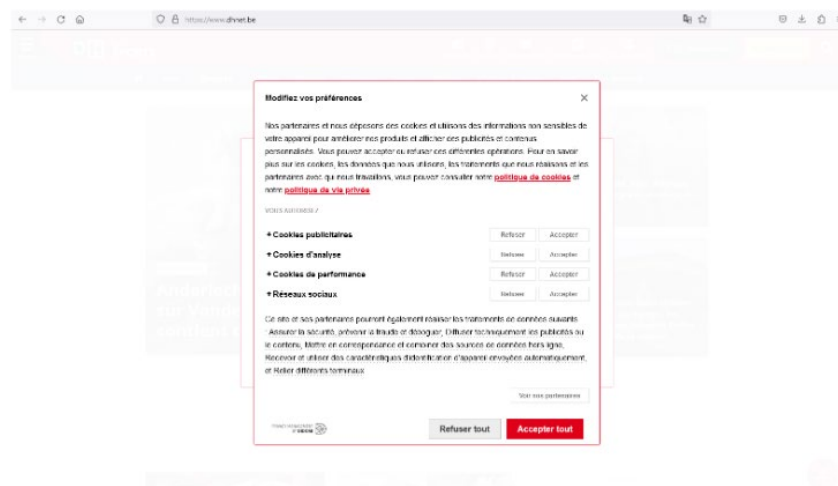 https://www.dhnet.be
Modifiez vos préférences
Nos partenaires et nous déposons des cookies et utilisons des informations non sensibles de
votre appareil pour améliorer nos produits et afficher des publicités et contenus
personnalisés. Vous pouvez accepter ou refuser ces différentes opérations. Pour en savoir
plus sur les cookies, les données que nous utilisons, les traitements que nous réalisons et les
partenaires avec qui nous travaillons, vous pouvez consulter notre politique de cookies et
notre politique de vie privée
VOUS AUTORISEZ
+ Cookies publicitaires Refuser Accepter
+ Cookies d'analyse Refuser Accepter
+ Cookies de performance Refuser Accepter
+ Réseaux sociaux Refuser Accepter
Ce site et ses partenaires pourront également réaliser les traitements de données suivants
: Assurer la sécurité, prévenir la fraude et déboguer, Diffuser techniquement les publicités ou
le contenu, Mettre en correspondance et combiner des sources de données hors ligne,
Recevoir et utiliser des caractéristiques d'identification d'appareil envoyées automatiquement,
et Relier différents terminaux
Voir nos partenaires
Refuser tout Accepter tout